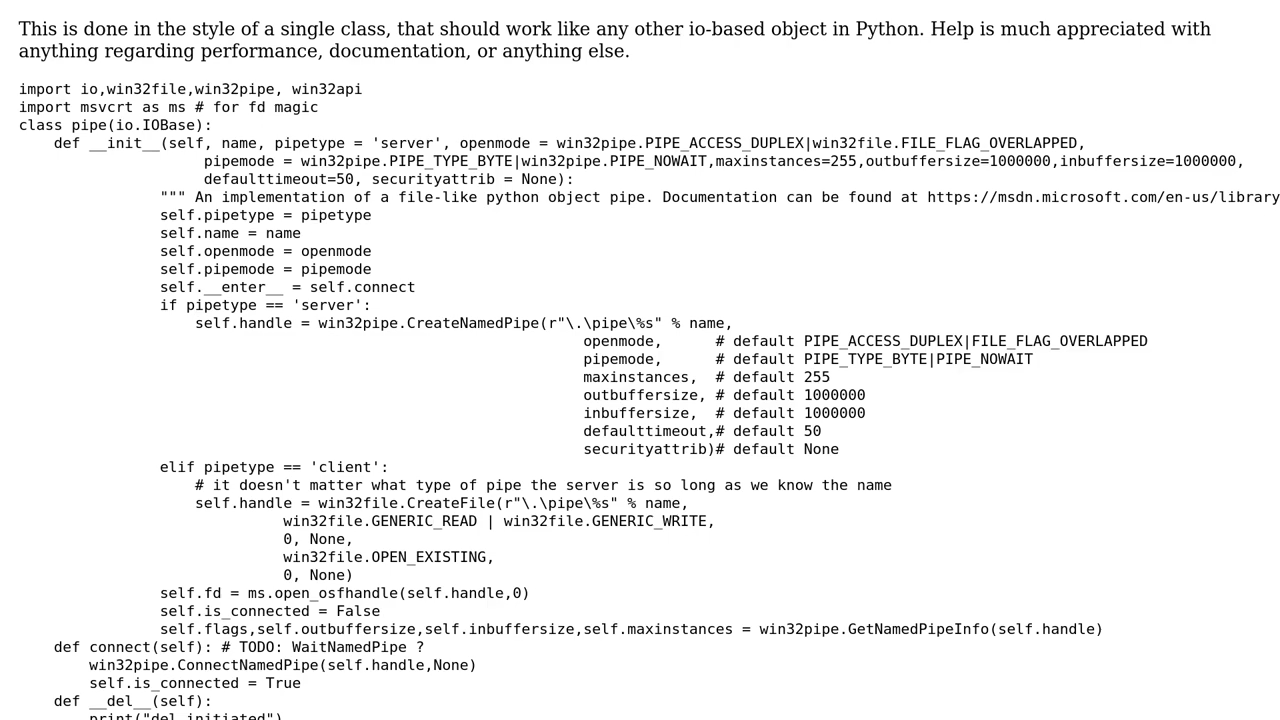 This is done in the style of a single class, that should work like any other io-based object in Python. Help is much appreciated with
anything regarding performance, documentation, or anything else.
import io,win32file,win32pipe, win32api
import msvcrt as ms # for fd magic
class pipe(io.IOBase):
    def __init__(self, name, pipetype = 'server', openmode = win32pipe.PIPE_ACCESS_DUPLEX|win32file.FILE_FLAG_OVERLAPPED,
                     pipemode = win32pipe.PIPE_TYPE_BYTE|win32pipe.PIPE_NOWAIT,maxinstances=255,outbuffersize=1000000,inbuffersize=1000000,
                     defaulttimeout=50, securityattrib = None):
                """ An implementation of a file-like python object pipe. Documentation can be found at https://msdn.microsoft.com/en-us/library
                self.pipetype = pipetype
                self.name = name
                self.openmode = openmode
                self.pipemode = pipemode
                self.__enter__ = self.connect
                if pipetype == 'server':
                    self.handle = win32pipe.CreateNamedPipe(r"\.\pipe\%s" % name,
                                                                openmode,      # default PIPE_ACCESS_DUPLEX|FILE_FLAG_OVERLAPPED
                                                                pipemode,      # default PIPE_TYPE_BYTE|PIPE_NOWAIT
                                                                maxinstances,  # default 255
                                                                outbuffersize, # default 1000000
                                                                inbuffersize,  # default 1000000
                                                                defaulttimeout,# default 50
                                                                securityattrib)# default None
                elif pipetype == 'client':
                    # it doesn't matter what type of pipe the server is so long as we know the name
                    self.handle = win32file.CreateFile(r"\.\pipe\%s" % name,
                              win32file.GENERIC_READ | win32file.GENERIC_WRITE,
                              0, None,
                              win32file.OPEN_EXISTING,
                              0, None)
                self.fd = ms.open_osfhandle(self.handle,0)
                self.is_connected = False
                self.flags,self.outbuffersize,self.inbuffersize,self.maxinstances = win32pipe.GetNamedPipeInfo(self.handle)
    def connect(self): # TODO: WaitNamedPipe ?
        win32pipe.ConnectNamedPipe(self.handle,None)
        self.is_connected = True
    def __del__(self):
        print("del initiated")